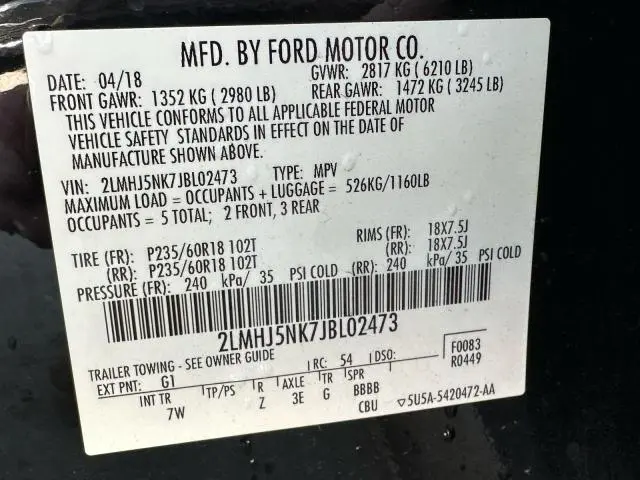 MFD. BY FORD MOTOR CO.
DATE: 04/18 GVWR: 2817 KG ( 6210 LB)
FRONT GAWR: 1352 KG ( 2980 LB) REAR GAWR: 1472 KG ( 3245 LB)
THIS VEHICLE CONFORMS TO ALL APPLICABLE FEDERAL MOTOR
VEHICLE SAFETY STANDARDS IN EFFECT ON THE DATE OF
MANUFACTURE SHOWN ABOVE.
VIN: 2LMHJ5NK7JBL02473 TYPE: MPV
MAXIMUM LOAD = OCCUPANTS + LUGGAGE = 526KG/1160LB
OCCUPANTS = 5 TOTAL; 2 FRONT, 3 REAR
TIRE (FR): P235/60R18 102T RIMS (FR): 18X7.5J
(RR): P235/60R18 102T (RR): 18X7.5J
PRESSURE (FR): 240 kPa/ 35 PSI COLD (RR): 240 kPa/ 35 PSI COLD
2LMHJ5NK7JBL02473
TRAILER TOWING - SEE OWNER GUIDE RC: 54 DSO: F0083
EXT PNT: G1 R0449
INT TR TP/PS R AXLE TR SPR
7W Z 3E G BBBB
CBU ▽5U5A-5420472-AA